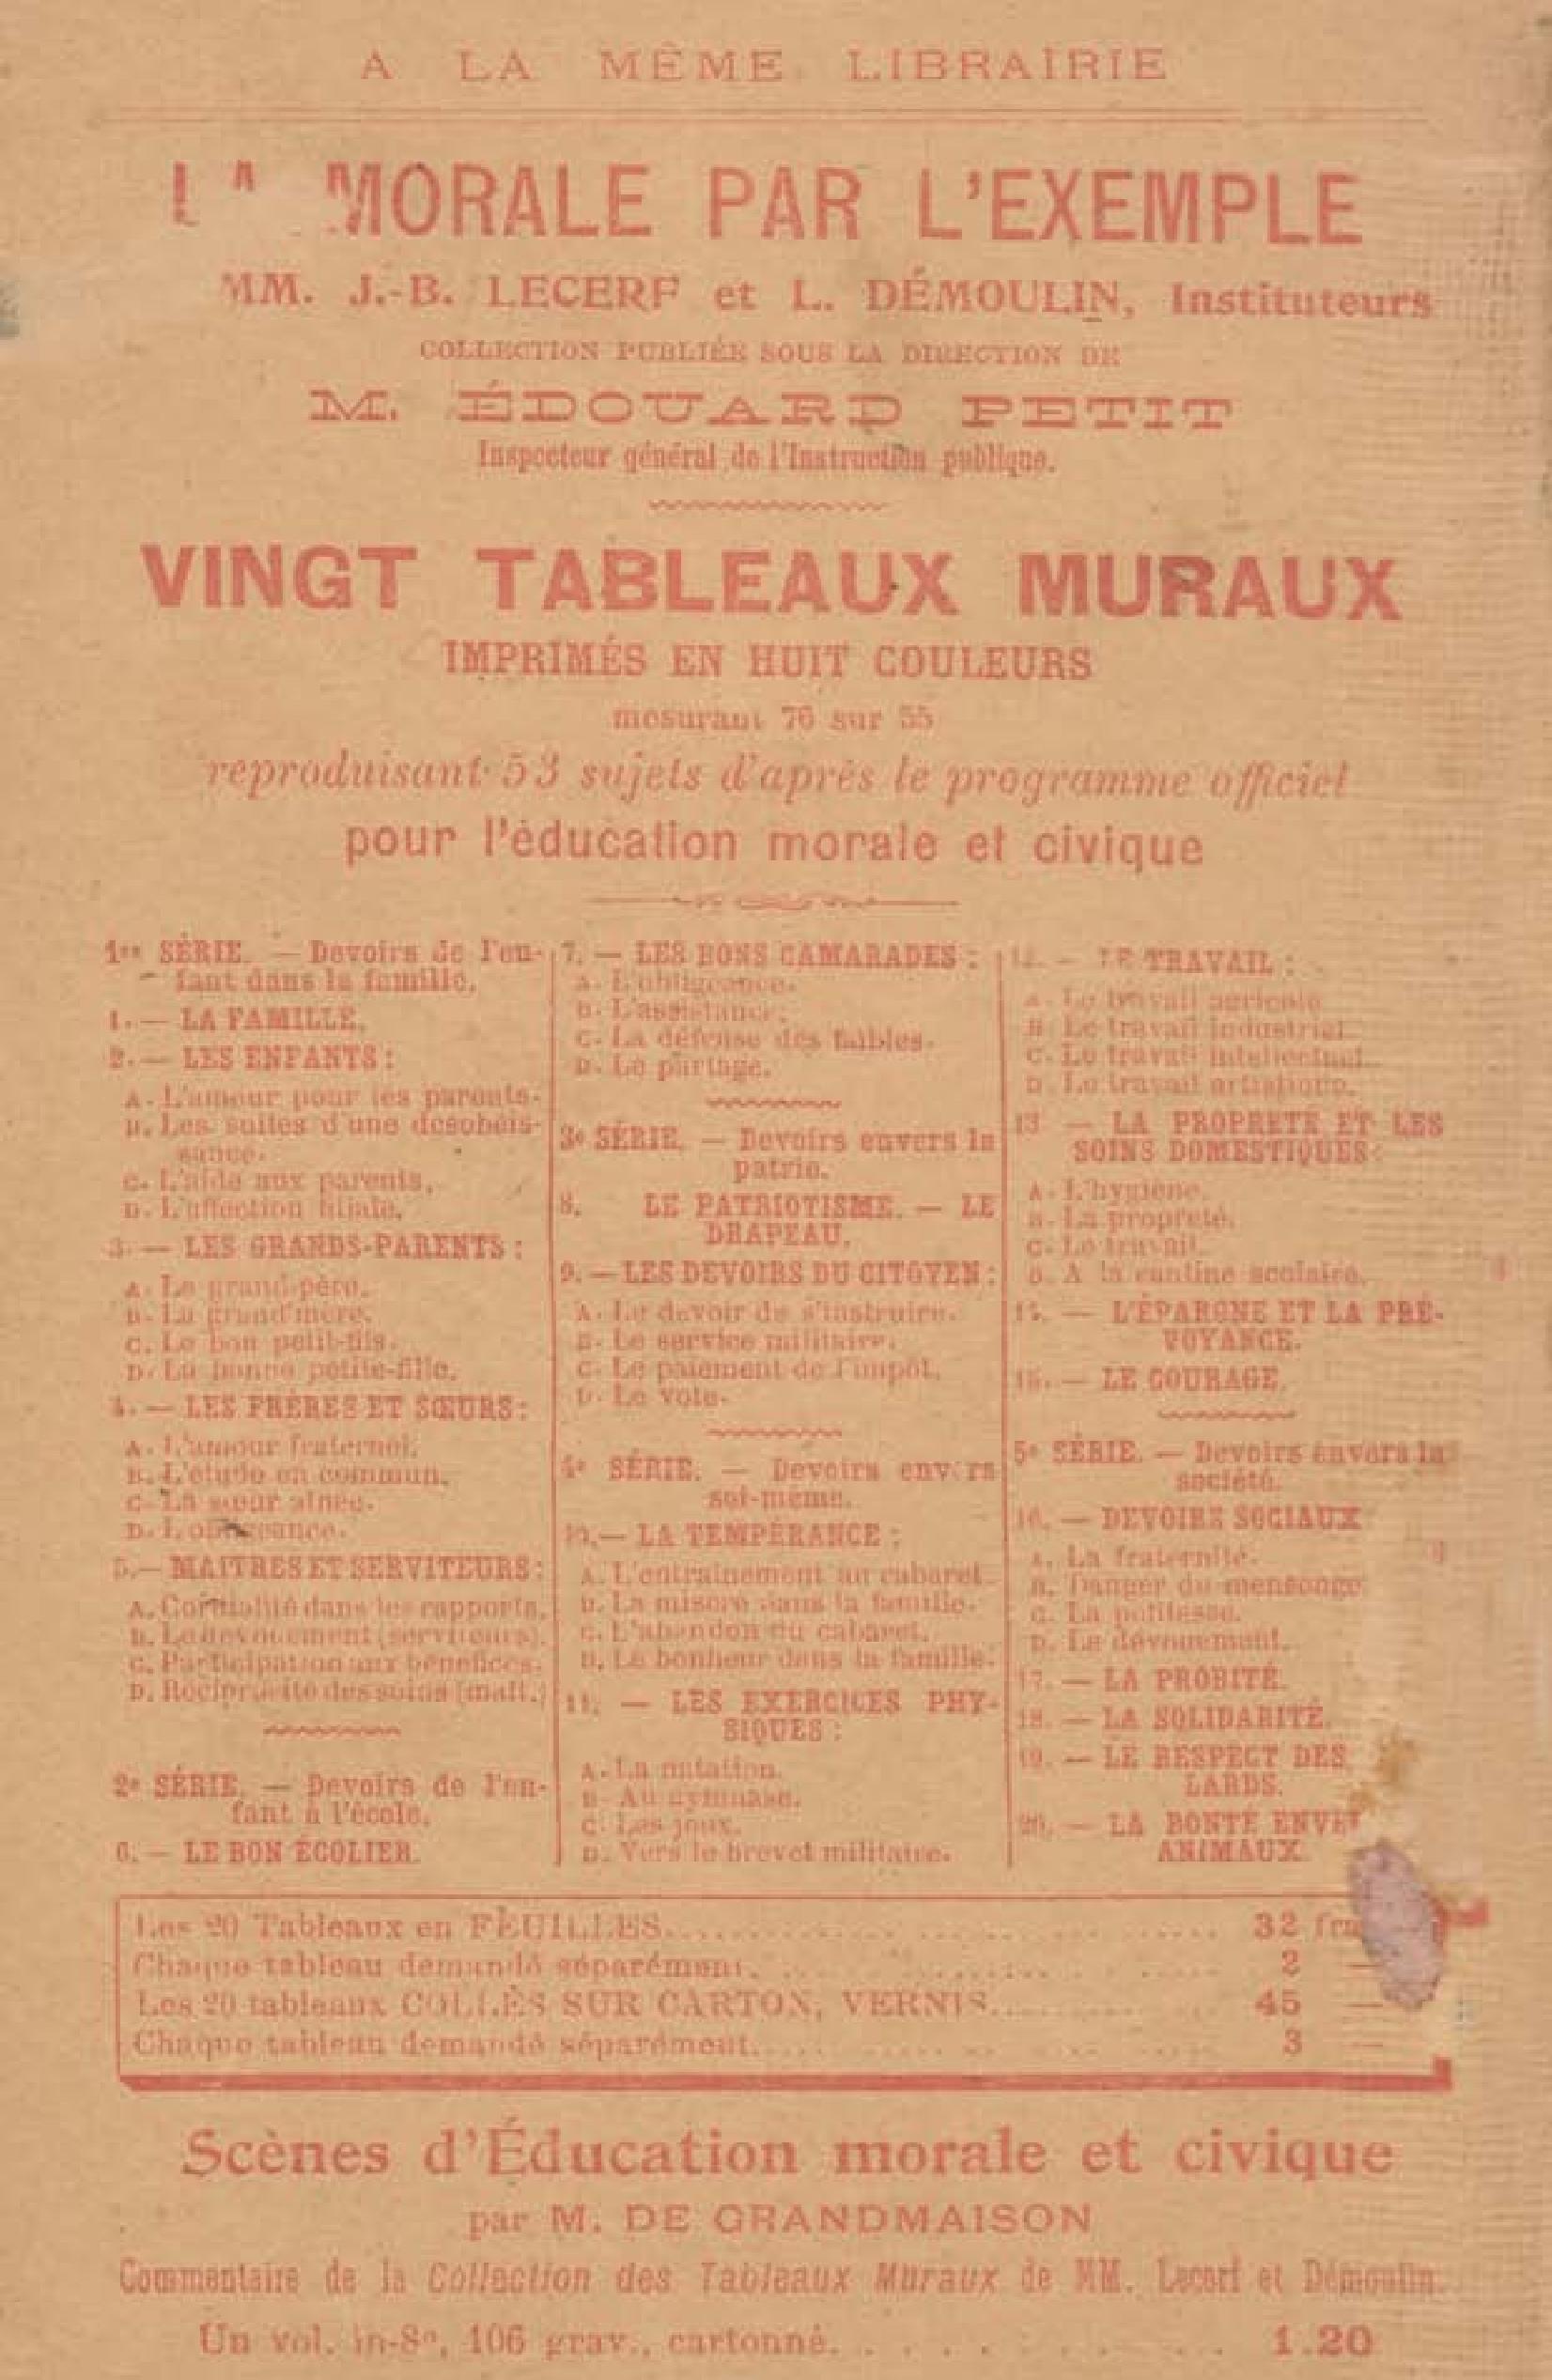 A LA MÊME LIBRAIRIE
MORALE PAR L'EXEMPLE
MM. J.-B. LECERF et L. DÉMOULIN, Instituteurs
COLLECTION PUBLIÉE SOUS LA DIRECTION DE
M. ÉDOUARD PETIT
Inspecteur général de l'Instruction publique.
VINGT TABLEAUX MURAUX
IMPRIMÉS EN HUIT COULEURS
mesurant 76 sur 55
reproduisant 53 sujets d'après le programme officiel
pour l'éducation morale et civique
1re SÉRIE. — Devoirs de l'en-
fant dans la famille.
1. — LA FAMILLE.
2. — LES ENFANTS :
A. L'amour pour les parents.
B. Les suites d'une désobéis-
sance.
C. L'aide aux parents.
D. L'affection filiale.
3. — LES GRANDS-PARENTS :
A. Le grand-père.
B. La grand'mère.
C. Le bon petit-fils.
D. La bonne petite-fille.
4. — LES FRÈRES ET SŒURS :
A. L'amour fraternel.
B. L'étude en commun.
C. La sœur aînée.
D. L'obligeance.
5. — MAITRES ET SERVITEURS :
A. Cordialité dans les rapports.
B. Le dévouement (serviteurs).
C. Participation aux bénéfices.
D. Réciprocité des soins (mait.)
2e SÉRIE. — Devoirs de l'en-
fant à l'école.
6. — LE BON ÉCOLIER.
7. — LES BONS CAMARADES :
A. L'obligeance.
B. L'assistance.
C. La défense des faibles.
D. Le partage.
3e SÉRIE. — Devoirs envers la
patrie.
8. LE PATRIOTISME. — LE
DRAPEAU.
9. — LES DEVOIRS DU CITOYEN :
A. Le devoir de s'instruire.
B. Le service militaire.
C. Le paiement de l'impôt.
D. Le vote.
4e SÉRIE. — Devoirs envers
soi-même.
10. — LA TEMPÉRANCE :
A. L'entraînement au cabaret.
B. La misère dans la famille.
C. L'abandon du cabaret.
D. Le bonheur dans la famille.
11. — LES EXERCICES PHY-
SIQUES :
A. La natation.
B. Au gymnase.
C. Les jeux.
D. Vers le brevet militaire.
12. — LE TRAVAIL :
A. Le travail agricole.
B. Le travail industriel.
C. Le travail intellectuel.
D. Le travail artistique.
13 — LA PROPRETÉ ET LES
SOINS DOMESTIQUES :
A. L'hygiène.
B. La propreté.
C. Le travail.
D. A la cantine scolaire.
14. — L'ÉPARGNE ET LA PRÉ-
VOYANCE.
15. — LE COURAGE.
5e SÉRIE. — Devoirs envers la
société.
16. — DEVOIRS SOCIAUX
A. La fraternité.
B. Danger du mensonge.
C. La politesse.
D. Le dévouement.
17. — LA PROBITÉ.
18. — LA SOLIDARITÉ.
19. — LE RESPECT DES
LARDS.
20. — LA BONTÉ
ANIMAUX.
Les 20 Tableaux en FEUILLES. 32
Chaque tableau demandé séparément. 2 —
Les 20 tableaux COLLÉS SUR CARTON, VERNIS. 45 —
Chaque tableau demandé séparément. 3 —
Scènes d'Éducation morale et civique
par M. DE GRANDMAISON
Commentaire de la Collection des Tableaux Muraux de MM. Lecerf et Démoulin.
Un vol. in-8°, 106 grav., cartonné. 1.20